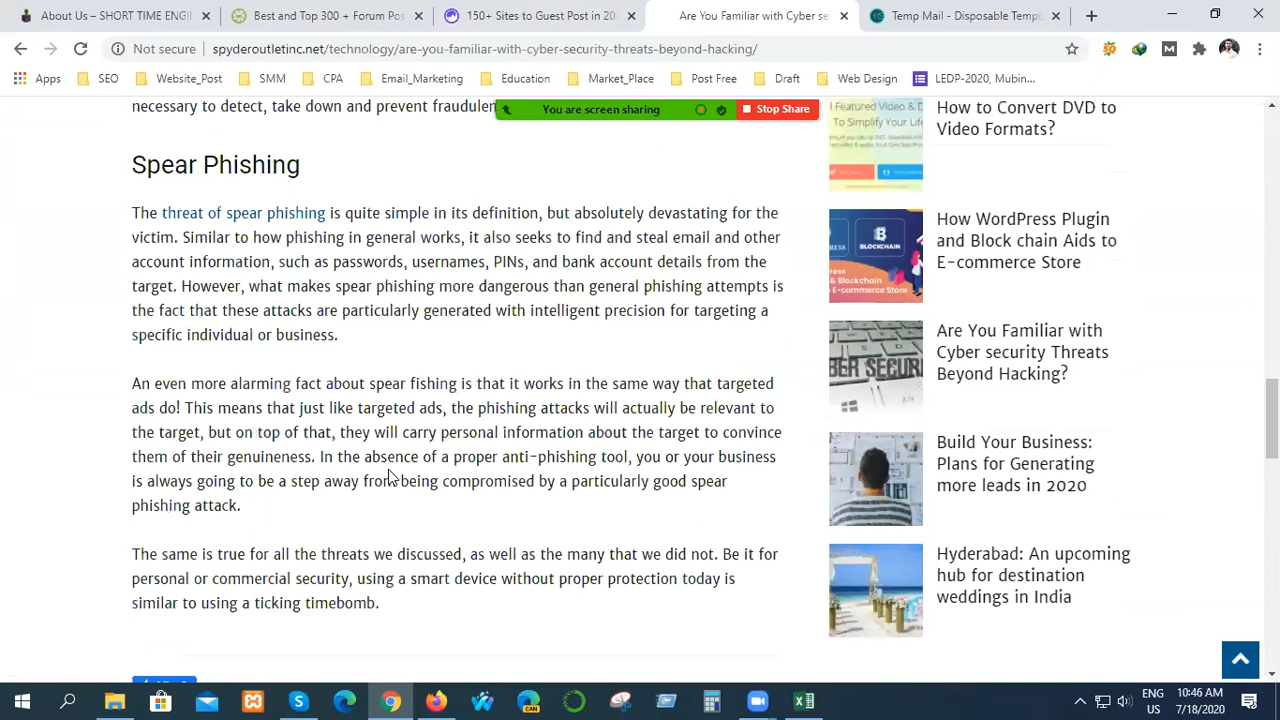 About Us – SHORT TIME ENGI
Best and Top 300 + Forum Pos
150+ Sites to Guest Post in 20
Are You Familiar with Cyber se
Temp Mail - Disposable Temp
Not secure
spyderoutletinc.net/technology/are-you-familiar-with-cyber-security-threats-beyond-hacking/
Apps
SEO
Website_Post
SMM
CPA
Email_Marketing
Education
Market_Place
Post Free
Draft
Web Design
LEDP-2020, Mubin...
necessary to detect, take down and prevent
You are screen sharing
Stop Share
Spear Phishing
The threat of spear phishing is quite simple in its definition, but absolutely devastating for the
victim. Similar to how phishing in general works, it also seeks to find and steal email and other
vital information, such as passwords, usernames, PINs, and bank account details from the
victim. However, what makes spear phishing more dangerous than general phishing attempts is
the fact that these attacks are particularly generated with intelligent precision for targeting a
specific individual or business.
An even more alarming fact about spear fishing is that it works in the same way that targeted
ads do! This means that just like targeted ads, the phishing attacks will actually be relevant to
the target, but on top of that, they will carry personal information about the target to convince
them of their genuineness. In the absence of a proper anti-phishing tool, you or your business
is always going to be a step away from being compromised by a particularly good spear
phishing attack.
The same is true for all the threats we discussed, as well as the many that we did not. Be it for
personal or commercial security, using a smart device without proper protection today is
similar to using a ticking timebomb.
Featured Video & D
To Simplify Your Life
How to Convert DVD to
Video Formats?
RESS
BLOCKCHAIN
ress
& Blockchain
E-commerce Store
How WordPress Plugin
and Block chain Aids to
E-commerce Store
BER SECURI
Are You Familiar with
Cyber security Threats
Beyond Hacking?
Build Your Business:
Plans for Generating
more leads in 2020
Hyderabad: An upcoming
hub for destination
weddings in India
ENG
US
10:46 AM
7/18/2020